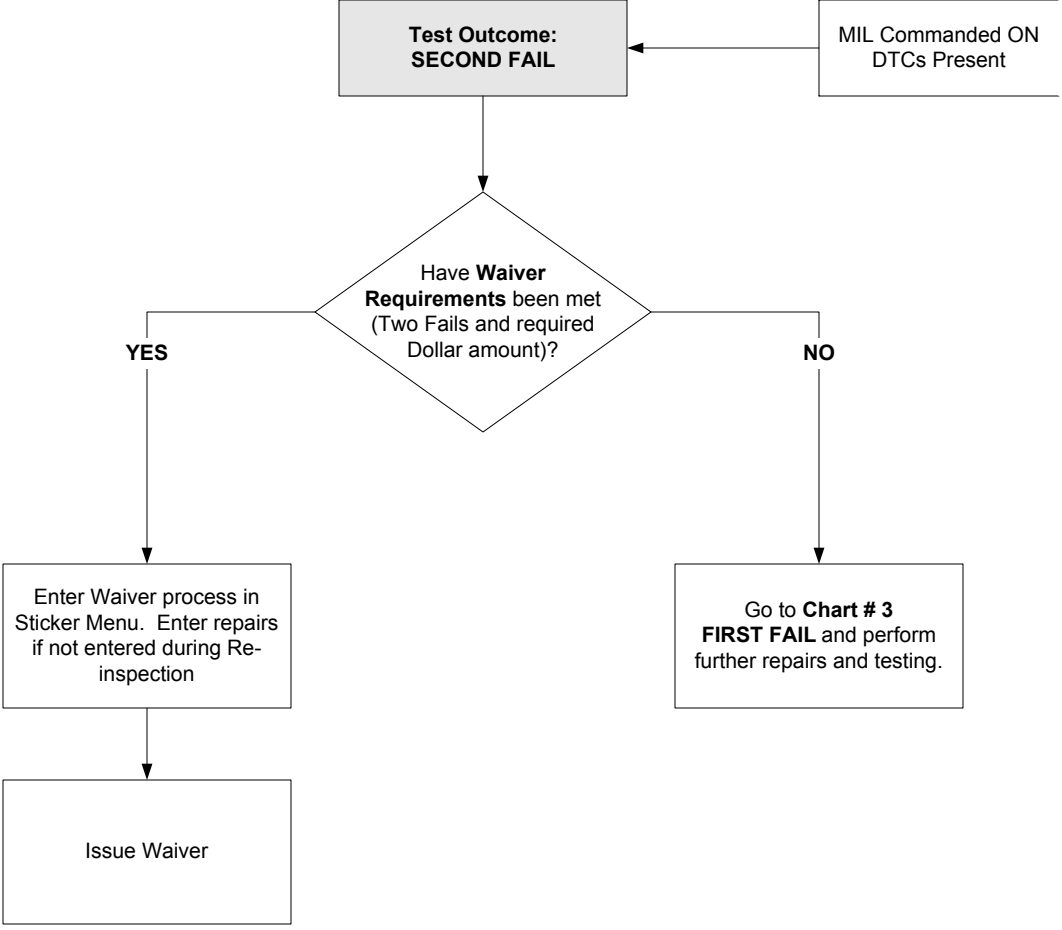 Test Outcome:
SECOND FAIL
MIL Commanded ON
DTCs Present
Have Waiver
Requirements been met
(Two Fails and required
Dollar amount)?
YES
NO
Enter Waiver process in
Sticker Menu.  Enter repairs
if not entered during Re-
inspection
Go to Chart # 3
FIRST FAIL and perform
further repairs and testing.
Issue Waiver